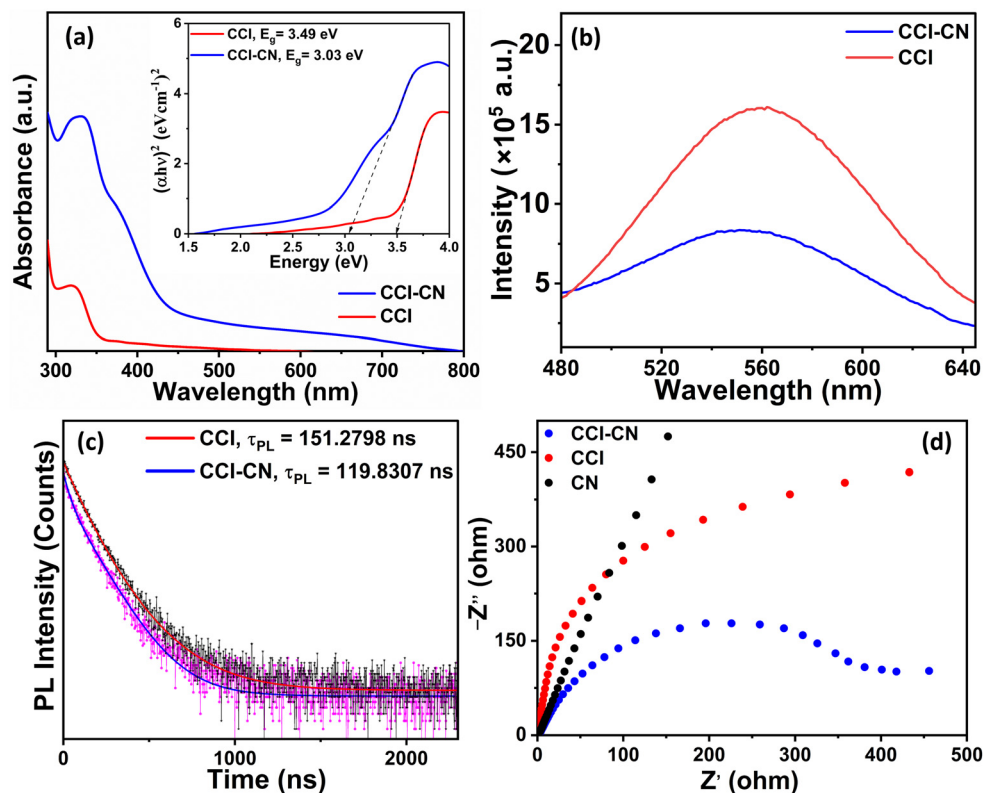 (a)
CCI, Eg= 3.49 eV
CCI-CN, Eg= 3.03 eV
(αhν)² (eVcm⁻¹)²
6
4
2
0
1.5 2.0 2.5 3.0 3.5 4.0
Energy (eV)
Absorbance (a.u.)
CCI-CN
CCI
300 400 500 600 700 800
Wavelength (nm)
(b)
CCI-CN
CCI
Intensity (×10⁵ a.u.)
20
15
10
5
480 520 560 600 640
Wavelength (nm)
(c)
CCI, τPL = 151.2798 ns
CCI-CN, τPL = 119.8307 ns
PL Intensity (Counts)
0 500 1000 1500 2000
Time (ns)
(d)
CCI-CN
CCI
CN
−Z'' (ohm)
450
300
150
0
0 100 200 300 400 500
Z' (ohm)